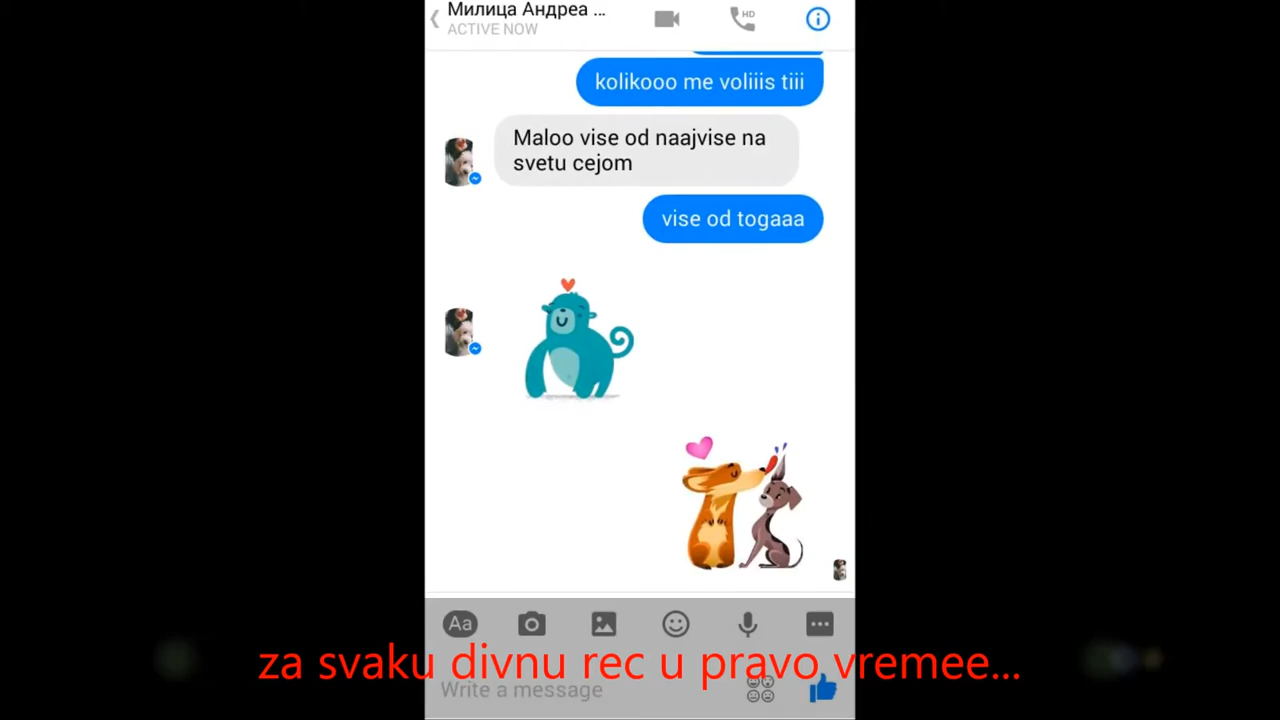 Милица Андреа ...
ACTIVE NOW
HD
kolikooo me voliiis tiii
Maloo vise od naajvise na
svetu cejom
vise od togaaa
Aa
za svaku divnu rec u pravo vremee...
Write a message